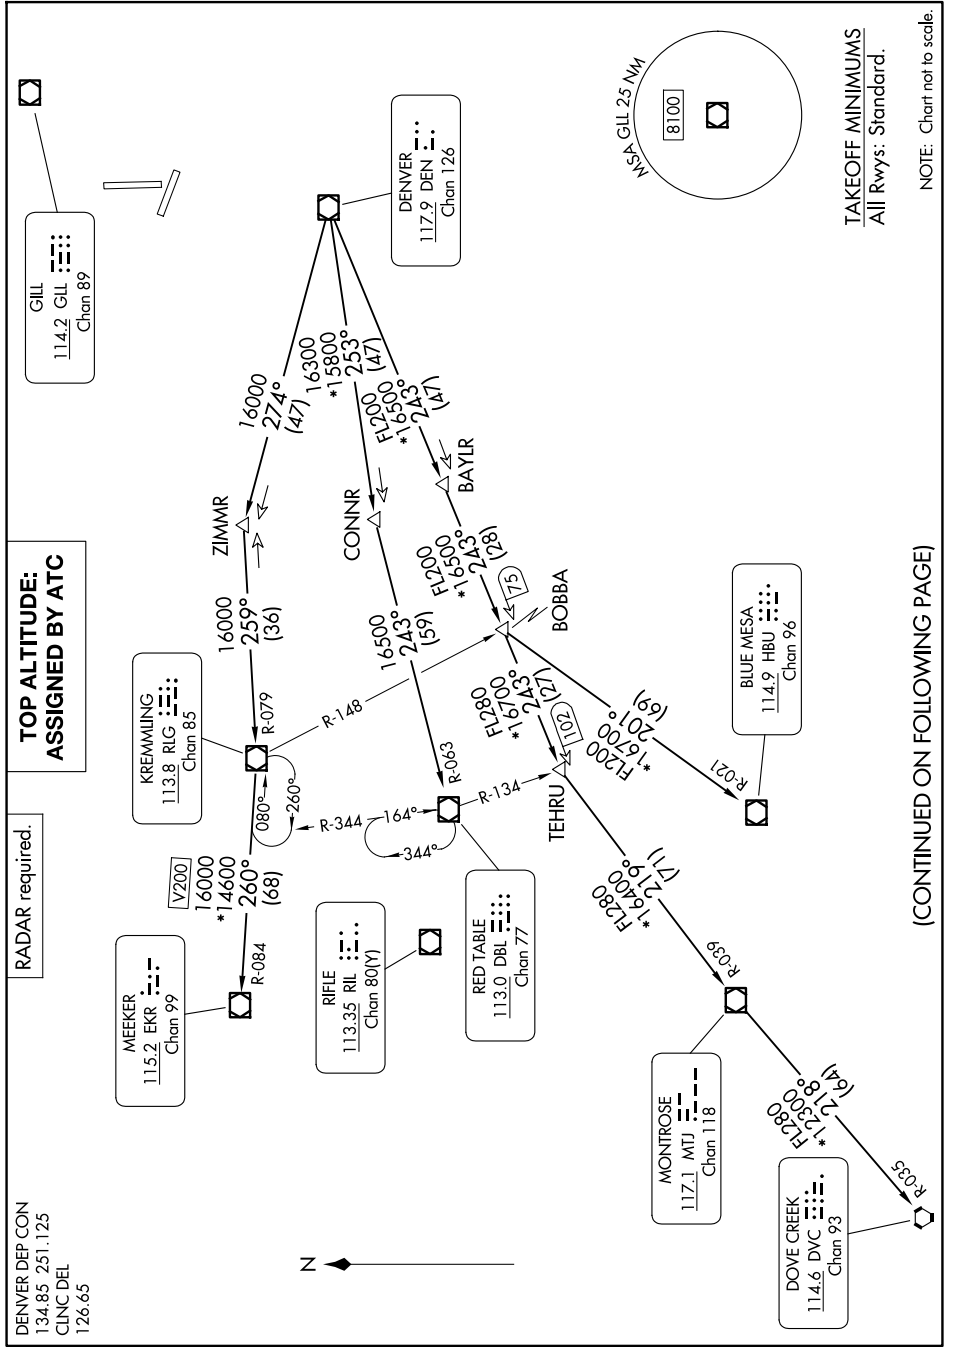 DENVER DEP CON
134.85 251.125
CLNC DEL
126.65
RADAR required.
TOP ALTITUDE:
ASSIGNED BY ATC
MEEKER
115.2 EKR
Chan 99
KREMMLING
113.8 RLG
Chan 85
GILL
114.2 GLL
Chan 89
V200
16000
*14600
260°
(68)
R-084
080°
260°
R-079
16000
259°
(36)
ZIMMR
16000
274°
(47)
DENVER
117.9 DEN
Chan 126
16300
*15800
253°
(47)
CONNR
16500
243°
(59)
R-063
FL200
*16500
243°
(47)
BAYLR
FL200
*16500
243°
(28)
75
BOBBA
R-148
R-344
164°
344°
R-134
RIFLE
113.35 RIL
Chan 80(Y)
RED TABLE
113.0 DBL
Chan 77
FL280
*16700
243°
(27)
102
TEHRU
FL200
*16700
201°
(69)
R-021
BLUE MESA
114.9 HBU
Chan 96
FL280
*16400
219°
(71)
R-039
MONTROSE
117.1 MTJ
Chan 118
FL280
*12300
218°
(64)
R-035
DOVE CREEK
114.6 DVC
Chan 93
N
MSA GLL 25 NM
8100
TAKEOFF MINIMUMS
All Rwys: Standard.
NOTE: Chart not to scale.
(CONTINUED ON FOLLOWING PAGE)